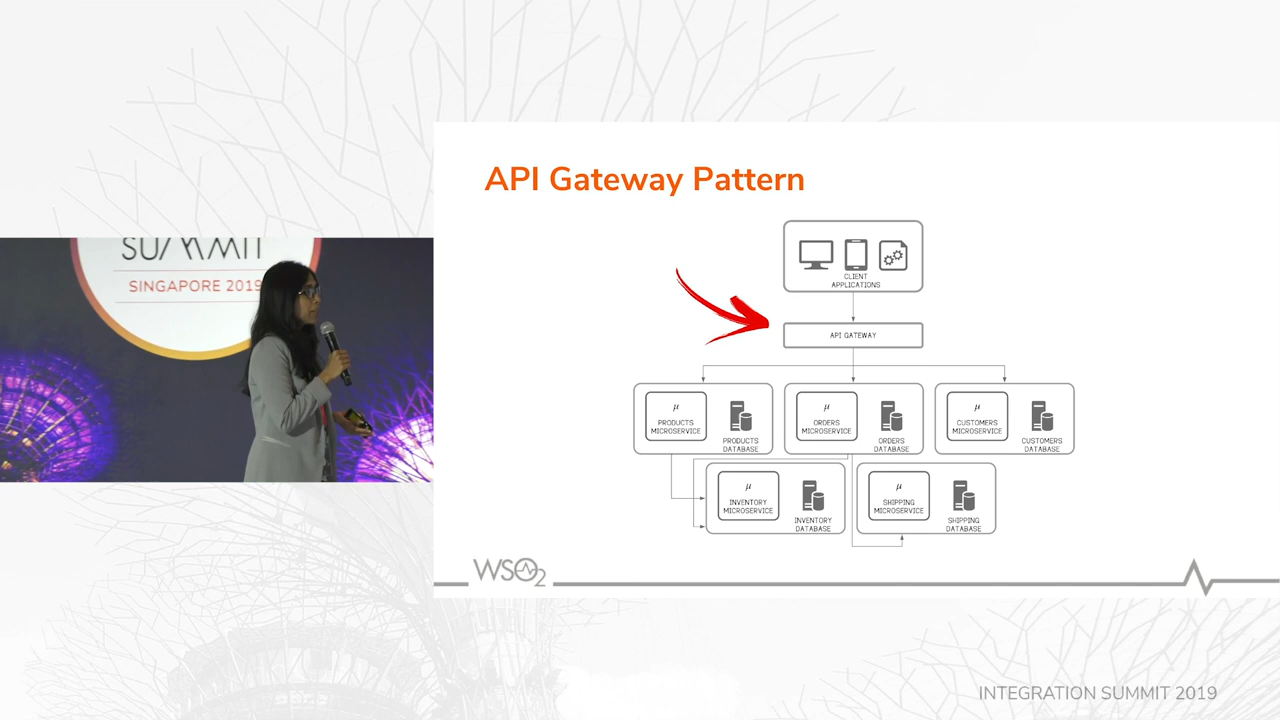 API Gateway Pattern
CLIENT
APPLICATIONS
API GATEWAY
μ
PRODUCTS
MICROSERVICE
PRODUCTS
DATABASE
μ
ORDERS
MICROSERVICE
ORDERS
DATABASE
μ
CUSTOMERS
MICROSERVICE
CUSTOMERS
DATABASE
μ
INVENTORY
MICROSERVICE
INVENTORY
DATABASE
μ
SHIPPING
MICROSERVICE
SHIPPING
DATABASE
WSO2
SUMMIT
SINGAPORE 2019
INTEGRATION SUMMIT 2019